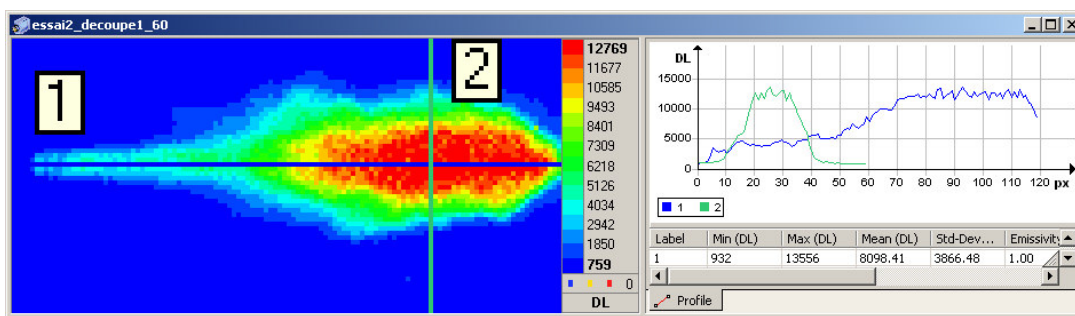 essai2_decoupe1_60
1
2
12769
11677
10585
9493
8401
7309
6218
5126
4034
2942
1850
759
0
DL
DL
15000
10000
5000
0
0 10 20 30 40 50 60 70 80 90 100 110 120 px
1 2
Label Min (DL) Max (DL) Mean (DL) Std-Dev... Emissivity
1 932 13556 8098.41 3866.48 1.00
Profile